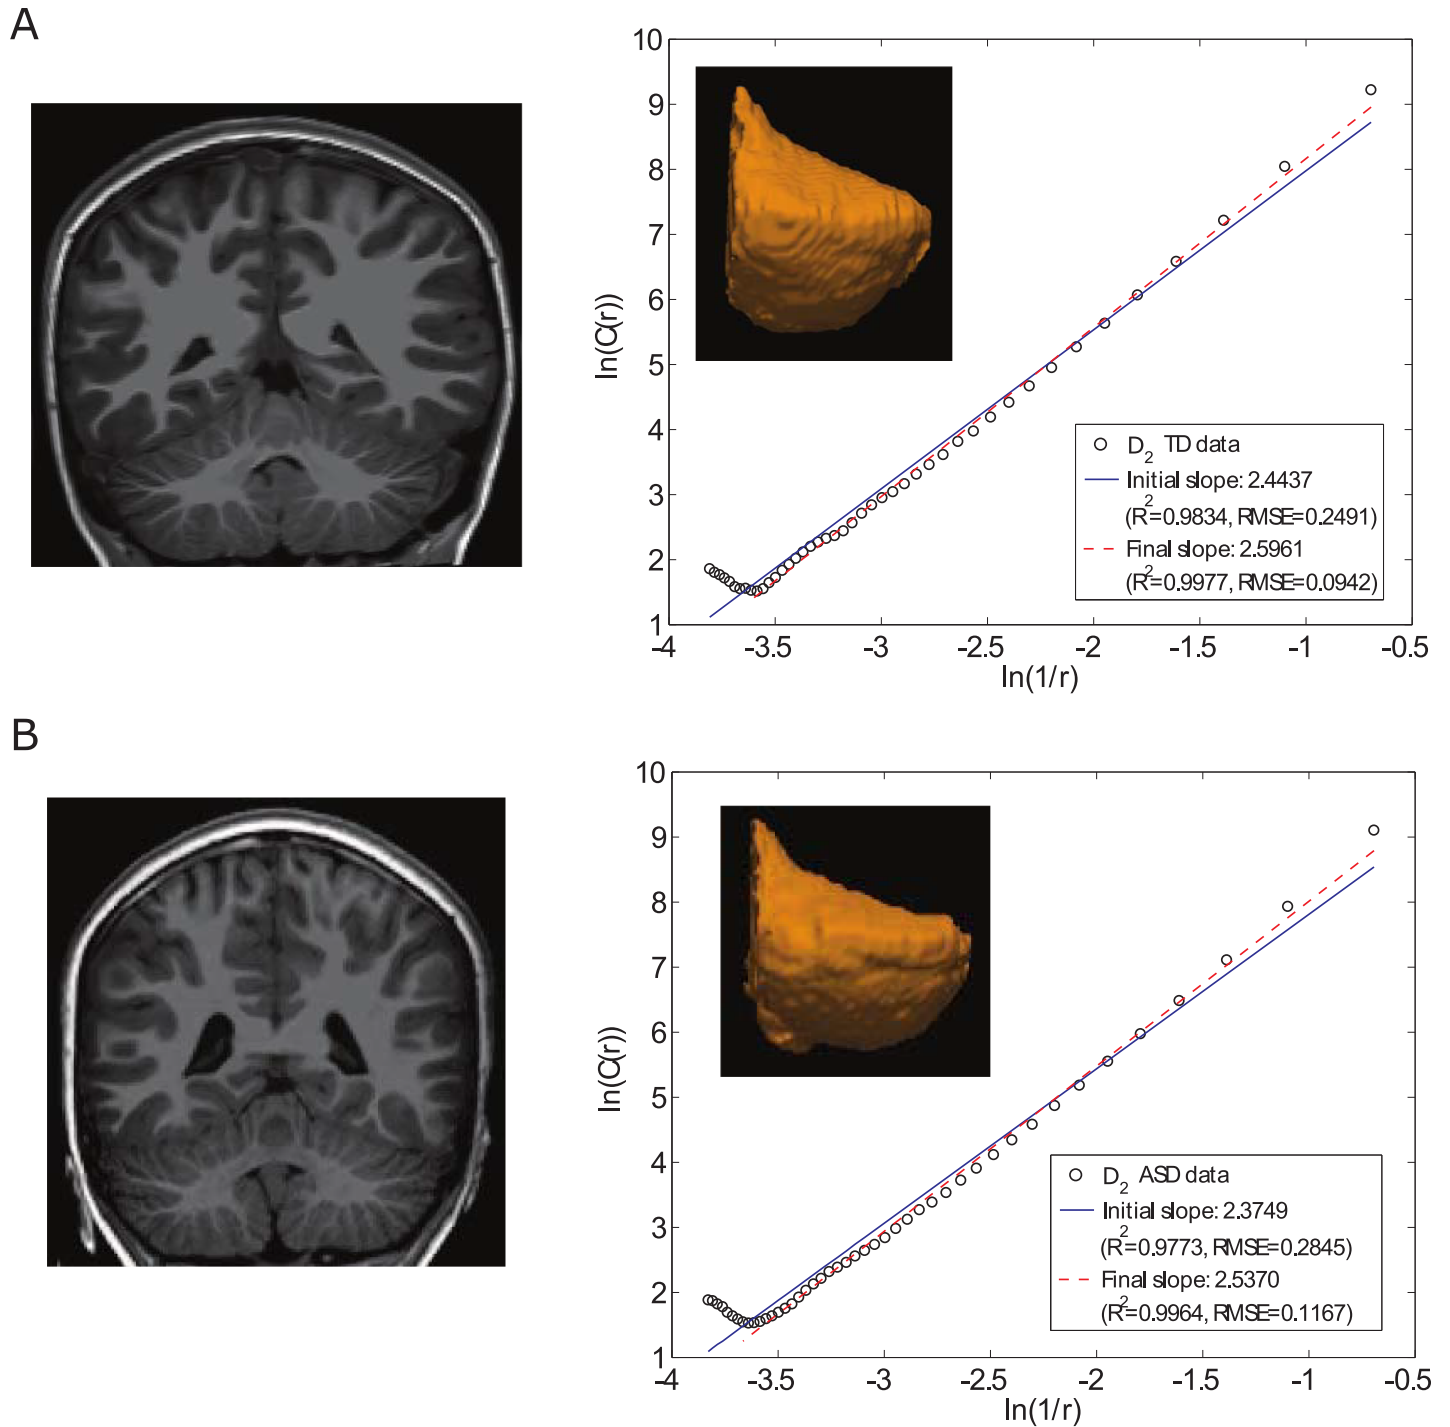 A
10
9
8
7
6
5
4
3
2
1
ln(C(r))
D2 TD data
Initial slope: 2.4437
(R2=0.9834, RMSE=0.2491)
Final slope: 2.5961
(R2=0.9977, RMSE=0.0942)
-4 -3.5 -3 -2.5 -2 -1.5 -1 -0.5
ln(1/r)
B
10
9
8
7
6
5
4
3
2
1
ln(C(r))
D2 ASD data
Initial slope: 2.3749
(R2=0.9773, RMSE=0.2845)
Final slope: 2.5370
(R2=0.9964, RMSE=0.1167)
-4 -3.5 -3 -2.5 -2 -1.5 -1 -0.5
ln(1/r)